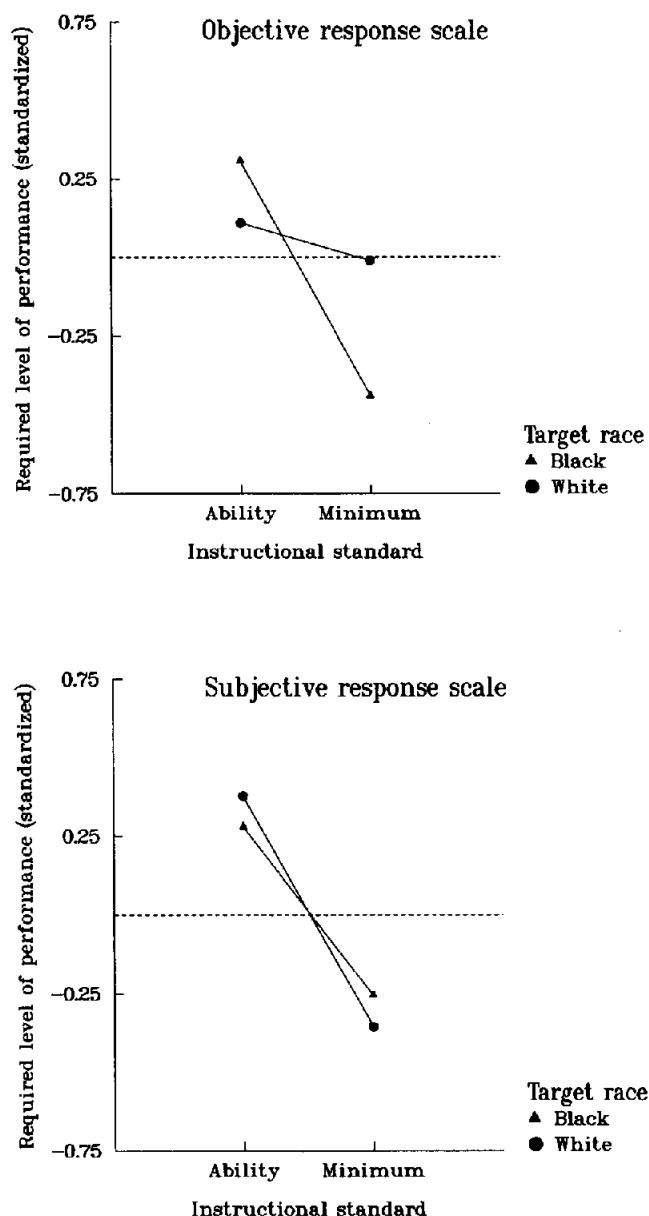 Objective response scale
Required level of performance (standardized)
0.75
0.25
−0.25
−0.75
Ability Minimum
Instructional standard
Target race
▲ Black
● White
Subjective response scale
Required level of performance (standardized)
0.75
0.25
−0.25
−0.75
Ability Minimum
Instructional standard
Target race
▲ Black
● White